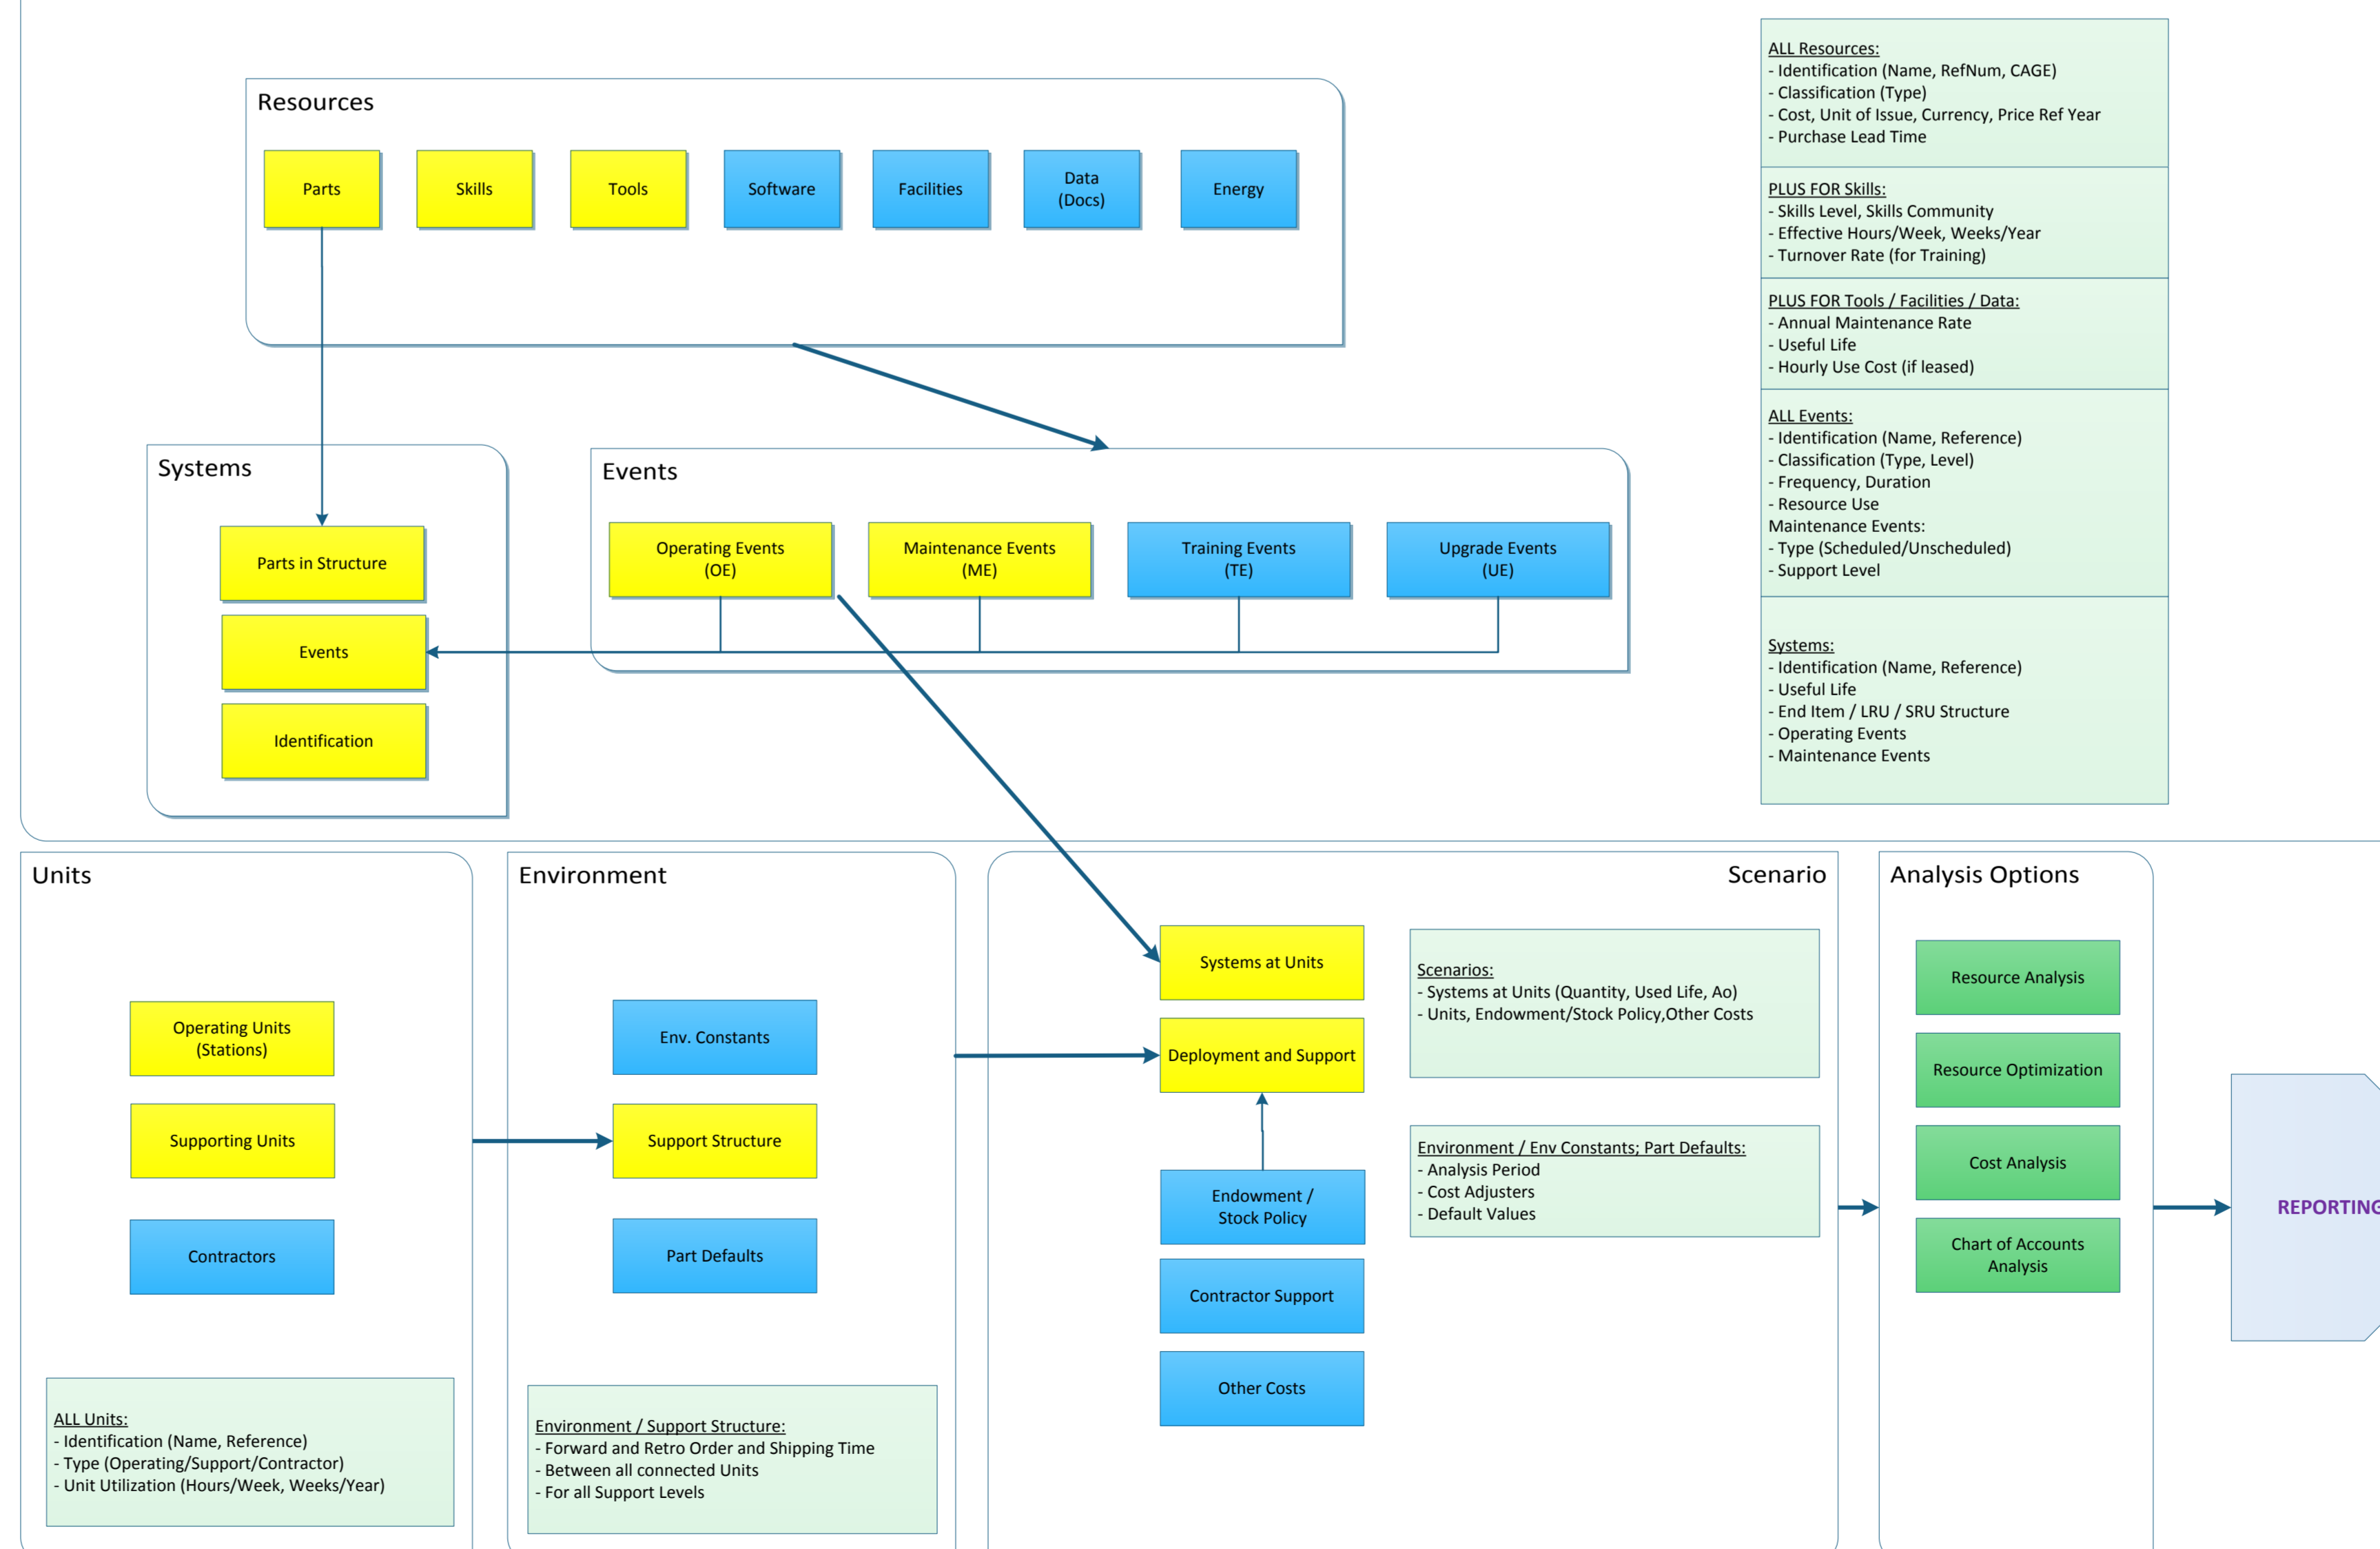 Resources
Parts
Skills
Tools
Software
Facilities
Data
(Docs)
Energy
ALL Resources:
- Identification (Name, RefNum, CAGE)
- Classification (Type)
- Cost, Unit of Issue, Currency, Price Ref Year
- Purchase Lead Time
PLUS FOR Skills:
- Skills Level, Skills Community
- Effective Hours/Week, Weeks/Year
- Turnover Rate (for Training)
PLUS FOR Tools / Facilities / Data:
- Annual Maintenance Rate
- Useful Life
- Hourly Use Cost (if leased)
ALL Events:
- Identification (Name, Reference)
- Classification (Type, Level)
- Frequency, Duration
- Resource Use
Maintenance Events:
- Type (Scheduled/Unscheduled)
- Support Level
Systems:
- Identification (Name, Reference)
- Useful Life
- End Item / LRU / SRU Structure
- Operating Events
- Maintenance Events
Systems
Parts in Structure
Events
Identification
Events
Operating Events
(OE)
Maintenance Events
(ME)
Training Events
(TE)
Upgrade Events
(UE)
Units
Operating Units
(Stations)
Supporting Units
Contractors
ALL Units:
- Identification (Name, Reference)
- Type (Operating/Support/Contractor)
- Unit Utilization (Hours/Week, Weeks/Year)
Environment
Env. Constants
Support Structure
Part Defaults
Environment / Support Structure:
- Forward and Retro Order and Shipping Time
- Between all connected Units
- For all Support Levels
Scenario
Systems at Units
Deployment and Support
Endowment /
Stock Policy
Contractor Support
Other Costs
Scenarios:
- Systems at Units (Quantity, Used Life, Ao)
- Units, Endowment/Stock Policy,Other Costs
Environment / Env Constants; Part Defaults:
- Analysis Period
- Cost Adjusters
- Default Values
Analysis Options
Resource Analysis
Resource Optimization
Cost Analysis
Chart of Accounts
Analysis
REPORTING